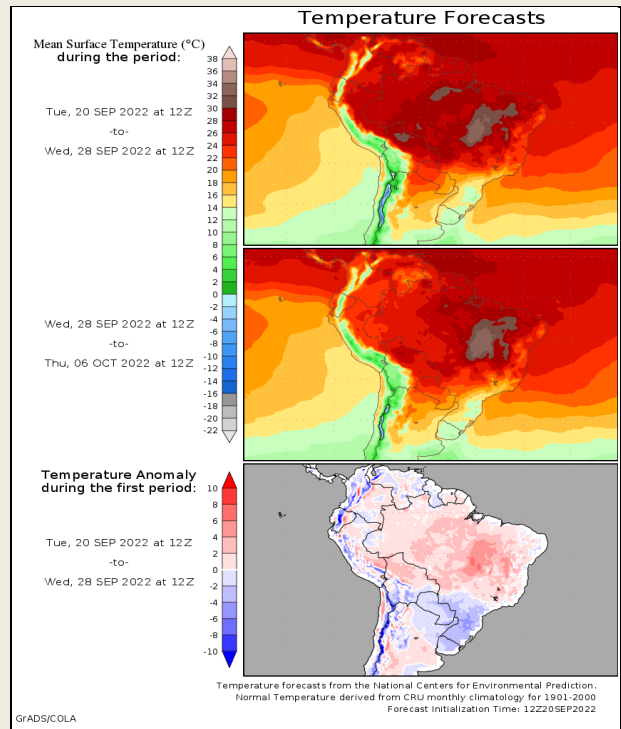 Temperature Forecasts
Mean Surface Temperature (°C)
during the period:
38
36
34
32
30
28
26
24
22
20
18
16
14
12
10
8
6
4
2
0
-2
-4
-6
-8
-10
-12
-14
-16
-18
-20
-22
Tue, 20 SEP 2022 at 12Z
-to-
Wed, 28 SEP 2022 at 12Z
Wed, 28 SEP 2022 at 12Z
-to-
Thu, 06 OCT 2022 at 12Z
Temperature Anomaly
during the first period:
10
8
6
4
2
0
-2
-4
-6
-8
-10
Tue, 20 SEP 2022 at 12Z
-to-
Wed, 28 SEP 2022 at 12Z
Temperature forecasts from the National Centers for Environmental Prediction.
Normal Temperature derived from CRU monthly climatology for 1901-2000
Forecast Initialization Time: 12Z20SEP2022
GrADS/COLA